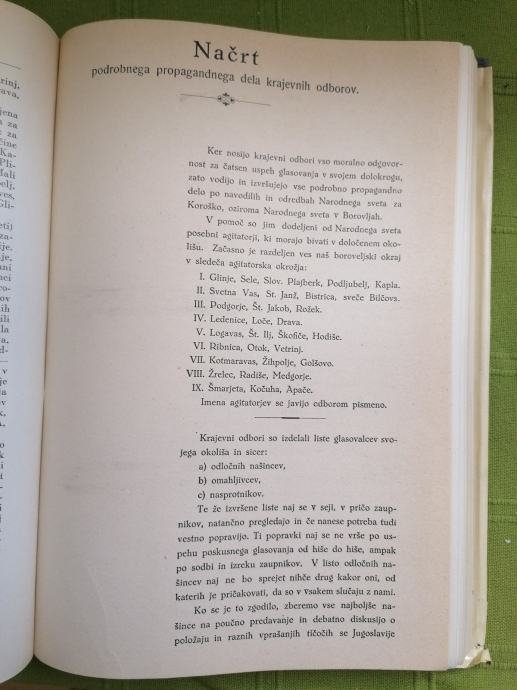 Načrt
podrobnega propagandnega dela krajevnih odborov.
Ker nosijo krajevni odbori vso moralno odgovor-
nost za čatsen uspeh glasovanja v svojem dolokrogu,
zato vodijo in izvršujejo vse podrobno propagandno
delo po navodilih in odredbah Narodnega sveta za
Koroško, oziroma Narodnega sveta v Borovljah.
V pomoč so jim dodeljeni od Narodnega sveta
posebni agitatorji, ki morajo bivati v določenem oko-
lišu. Začasno je razdeljen ves naš boroveljski okraj
v sledeča agitatorska okrožja:
I. Glinje, Sele, Slov. Plajberk, Podljubelj, Kapla.
II. Svetna Vas, St. Janž, Bistrica, sveče Bilčova.
III. Podgorje, Št. Jakob, Rožek.
IV. Ledenice, Loče, Drava.
V. Logavas, Št. Ilj, Škofiče, Hodiše.
VI. Ribnica, Otok, Vetrinj.
VII. Kotmaravas, Žihpolje, Golšovo.
VIII. Žrelec, Radiše, Medgorje.
IX. Šmarjeta, Kočuha, Apače.
Imena agitatorjev se javijo odborom pismeno.
Krajevni odbori so izdelali liste glasovalcev svo-
jega okoliša in sicer:
a) odločnih našincev,
b) omahljivcev,
c) nasprotnikov.
Te že izvršene liste naj se v seji, v pričo zaup-
nikov, natančno pregledajo in če nanese potreba tudi
vestno popravijo. Ti popravki naj se ne vrše po us-
pehu poskusnega glasovanja od hiše do hiše, ampak
po sodbi in izreku zaupnikov. V listo odločnih na-
šincev naj ne bo sprejet nihče drug kakor oni, od
katerih je pričakovati, da so v vsakem slučaju z nami.
Ko se je to zgodilo, zberemo vse najboljše na-
šince na poučno predavanje in debatno diskusijo o
položaju in raznih vprašanjih tičočih se Jugoslavije